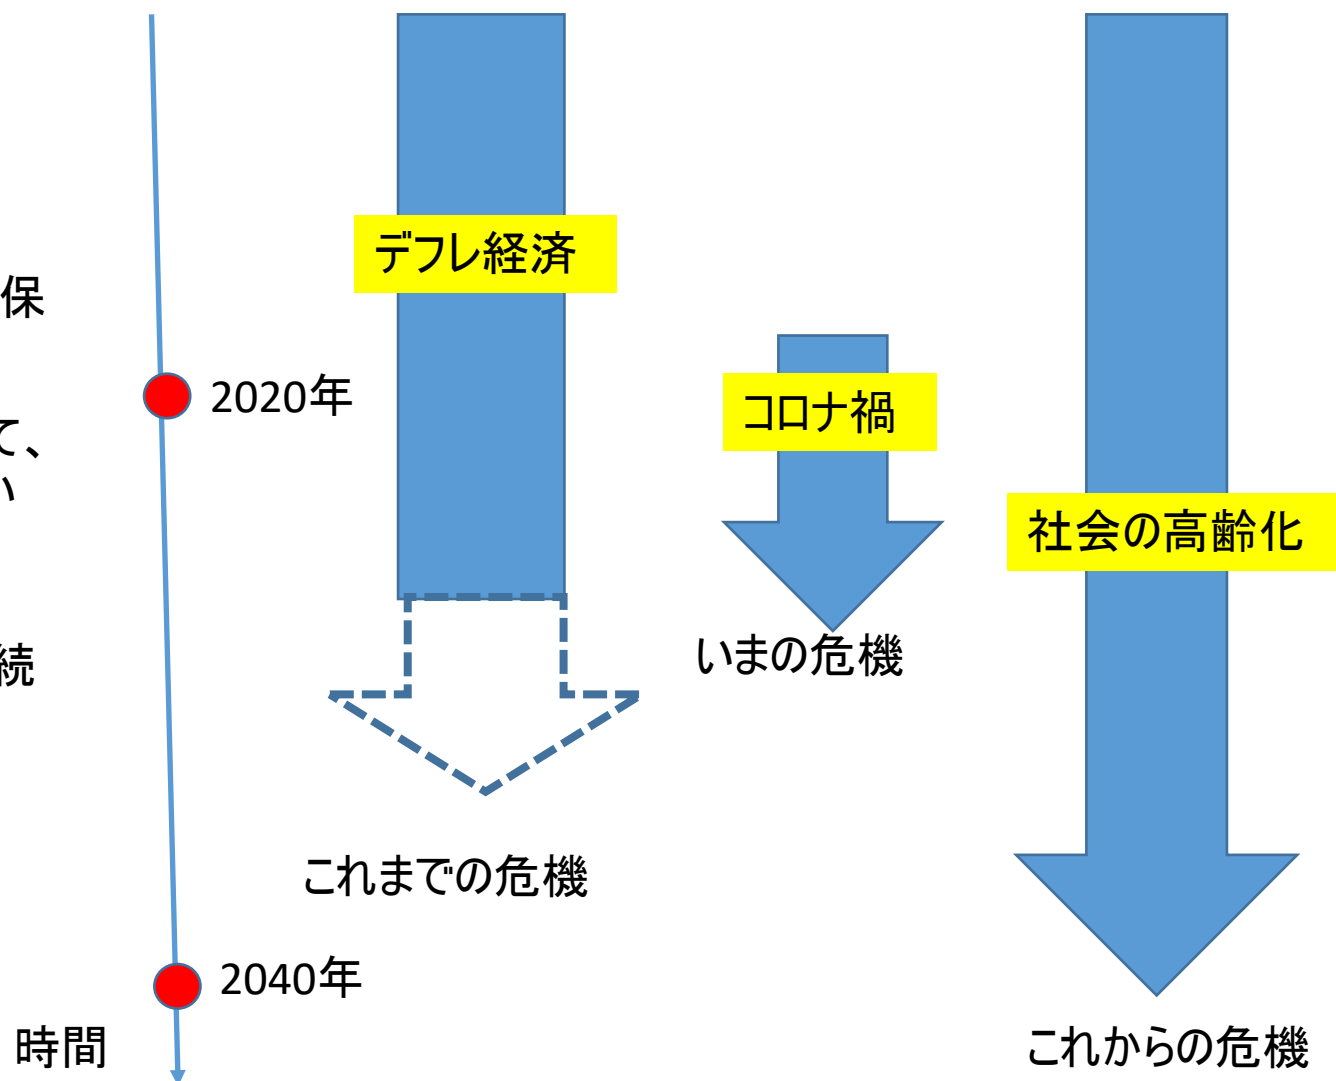 デフレ経済
保
コロナ禍
2020年
て、
い
社会の高齢化
続
いまの危機
これまでの危機
2040年
時間
これからの危機